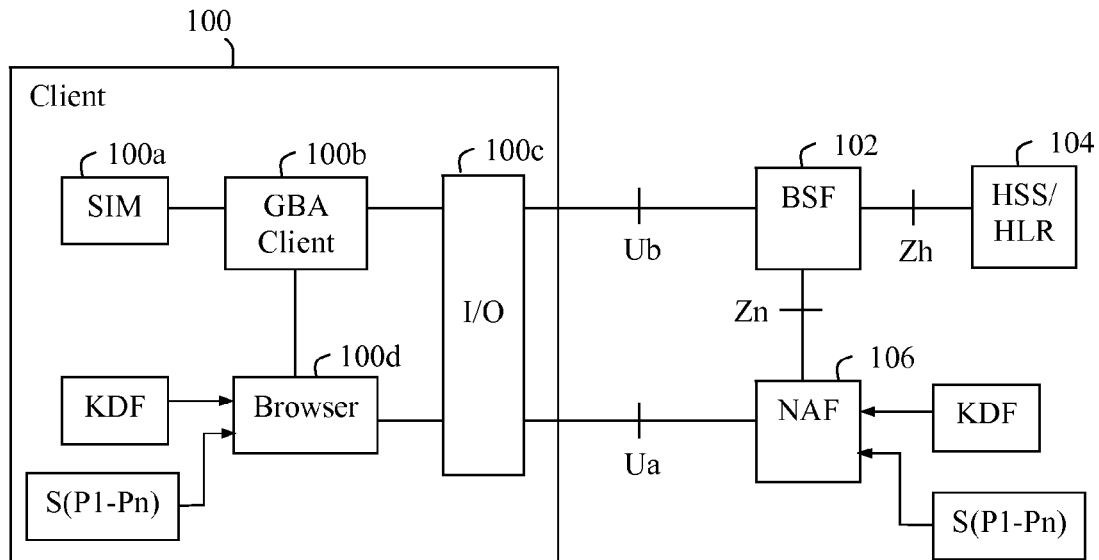 100
Client
100a
100b
100c
102
104
SIM
GBA
Client
I/O
BSF
HSS/
HLR
Ub
Zh
Zn
100d
106
KDF
Browser
NAF
KDF
Ua
S(P1-Pn)
S(P1-Pn)